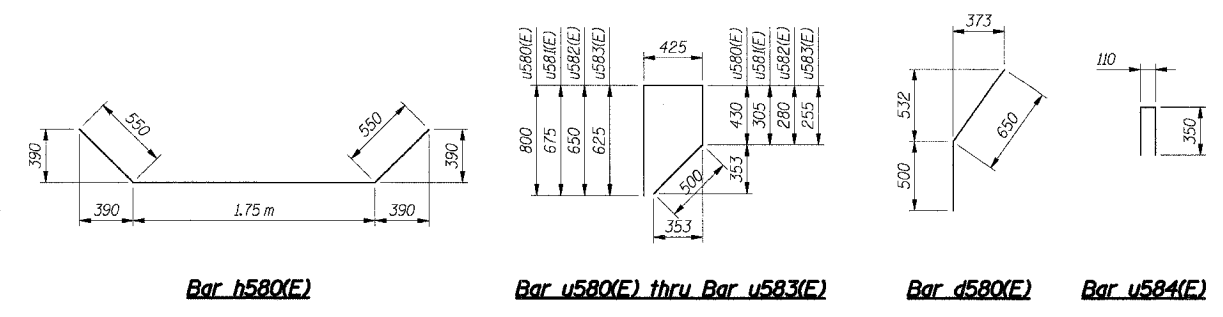 550
550
390
390
390
1.75 m
390
Bar h580(E)
u580(E)
u581(E)
u582(E)
u583(E)
425
u580(E)
u581(E)
u582(E)
u583(E)
800
675
650
625
430
305
280
255
500
353
353
Bar u580(E) thru Bar u583(E)
373
532
650
500
Bar d580(E)
110
350
Bar u584(E)